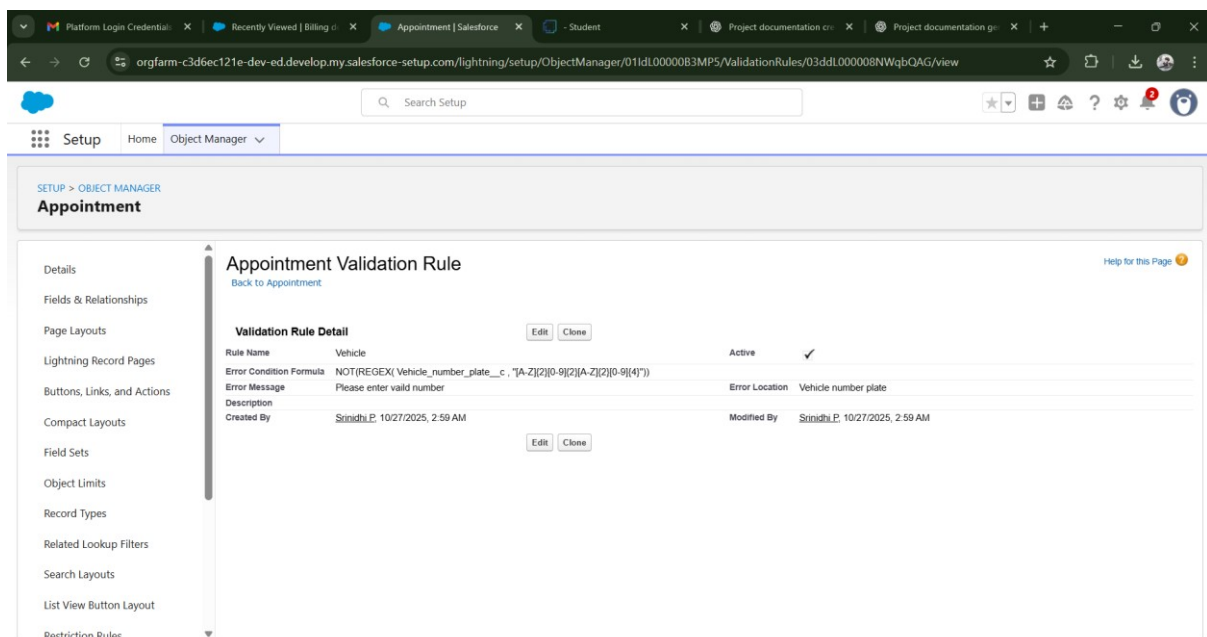 Platform Login Credentials
Recently Viewed | Billing d
Appointment | Salesforce
- Student
Project documentation cre
Project documentation ge
orgfarm-c3d6ec121e-dev-ed.develop.my.salesforce-setup.com/lightning/setup/ObjectManager/01IdL00000B3MP5/ValidationRules/03ddL000008NWqbQAG/view
Search Setup
2
Setup Home Object Manager
SETUP > OBJECT MANAGER
Appointment
Details
Fields & Relationships
Page Layouts
Lightning Record Pages
Buttons, Links, and Actions
Compact Layouts
Field Sets
Object Limits
Record Types
Related Lookup Filters
Search Layouts
List View Button Layout
Restriction Rules
Appointment Validation Rule
Help for this Page
Back to Appointment
Validation Rule Detail Edit Clone
Rule Name Vehicle Active
Error Condition Formula NOT(REGEX( Vehicle_number_plate__c , "[A-Z]{2}[0-9]{2}[A-Z]{2}[0-9]{4}"))
Error Message Please enter vaild number Error Location Vehicle number plate
Description
Created By Srinidhi P, 10/27/2025, 2:59 AM Modified By Srinidhi P, 10/27/2025, 2:59 AM
Edit Clone